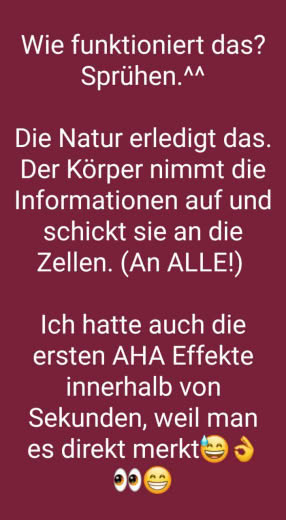 Wie funktioniert das?
Sprühen.^^
Die Natur erledigt das.
Der Körper nimmt die
Informationen auf und
schickt sie an die
Zellen. (An ALLE!)
Ich hatte auch die
ersten AHA Effekte
innerhalb von
Sekunden, weil man
es direkt merkt😅👌
👀😁